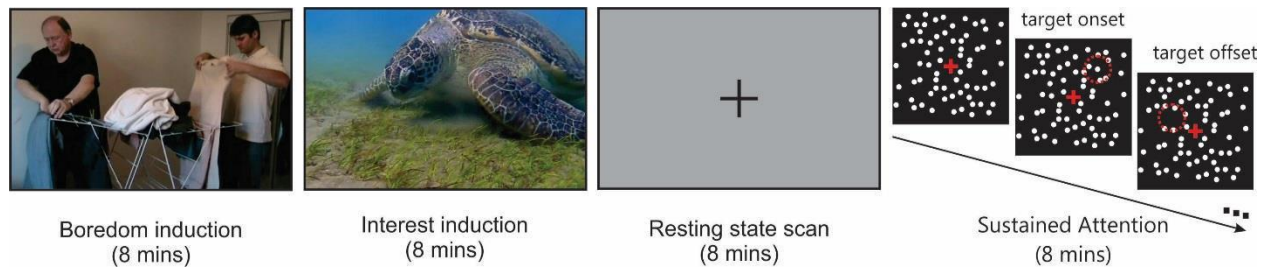 target onset
target offset
Boredom induction
(8 mins)
Interest induction
(8 mins)
Resting state scan
(8 mins)
Sustained Attention
(8 mins)